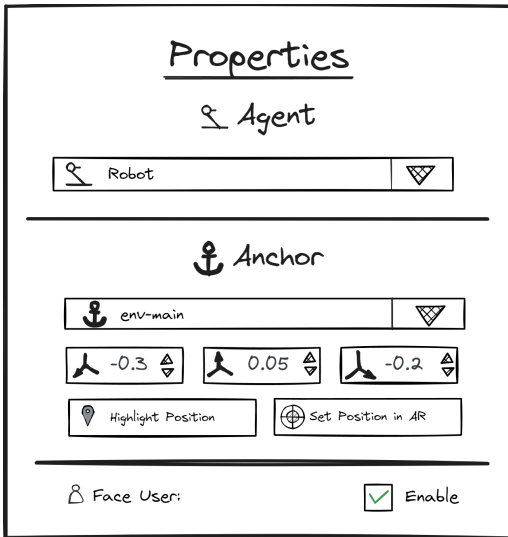 Properties
Agent
Robot
Anchor
env-main
-0.3 0.05 -0.2
Highlight Position Set Position in AR
Face User: Enable